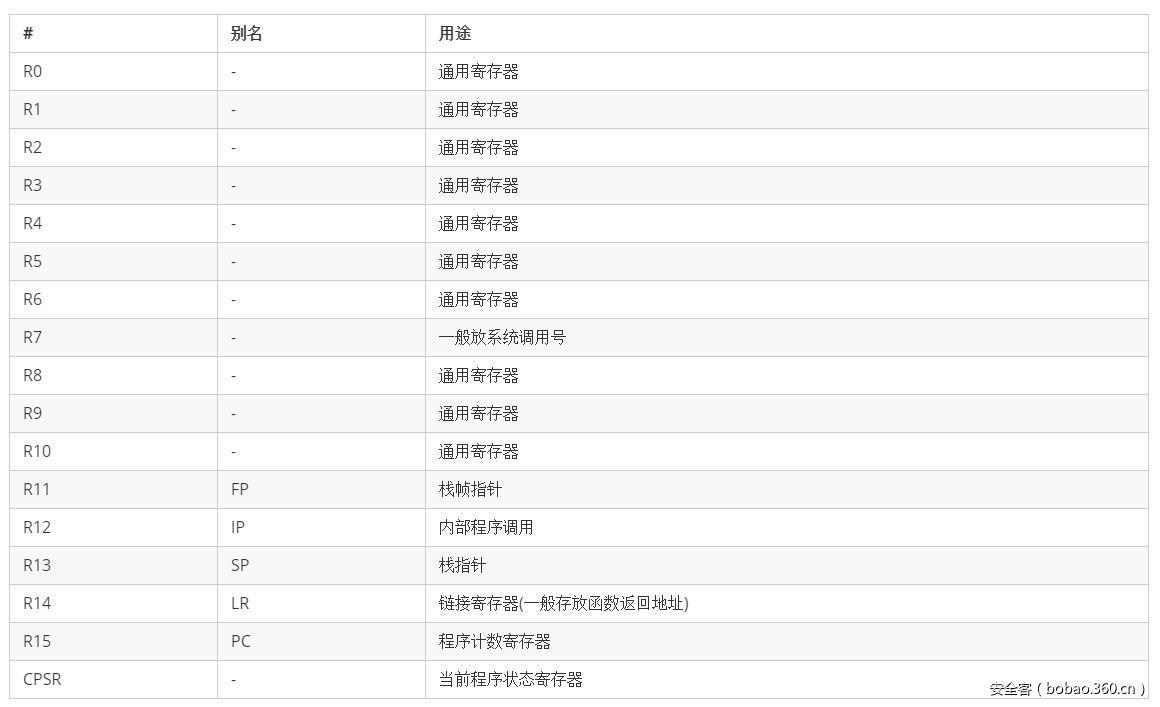 # 别名 用途
R0 - 通用寄存器
R1 - 通用寄存器
R2 - 通用寄存器
R3 - 通用寄存器
R4 - 通用寄存器
R5 - 通用寄存器
R6 - 通用寄存器
R7 - 一般放系统调用号
R8 - 通用寄存器
R9 - 通用寄存器
R10 - 通用寄存器
R11 FP 栈帧指针
R12 IP 内部程序调用
R13 SP 栈指针
R14 LR 链接寄存器(一般存放函数返回地址)
R15 PC 程序计数寄存器
CPSR - 当前程序状态寄存器
安全客 ( bobao.360.cn )